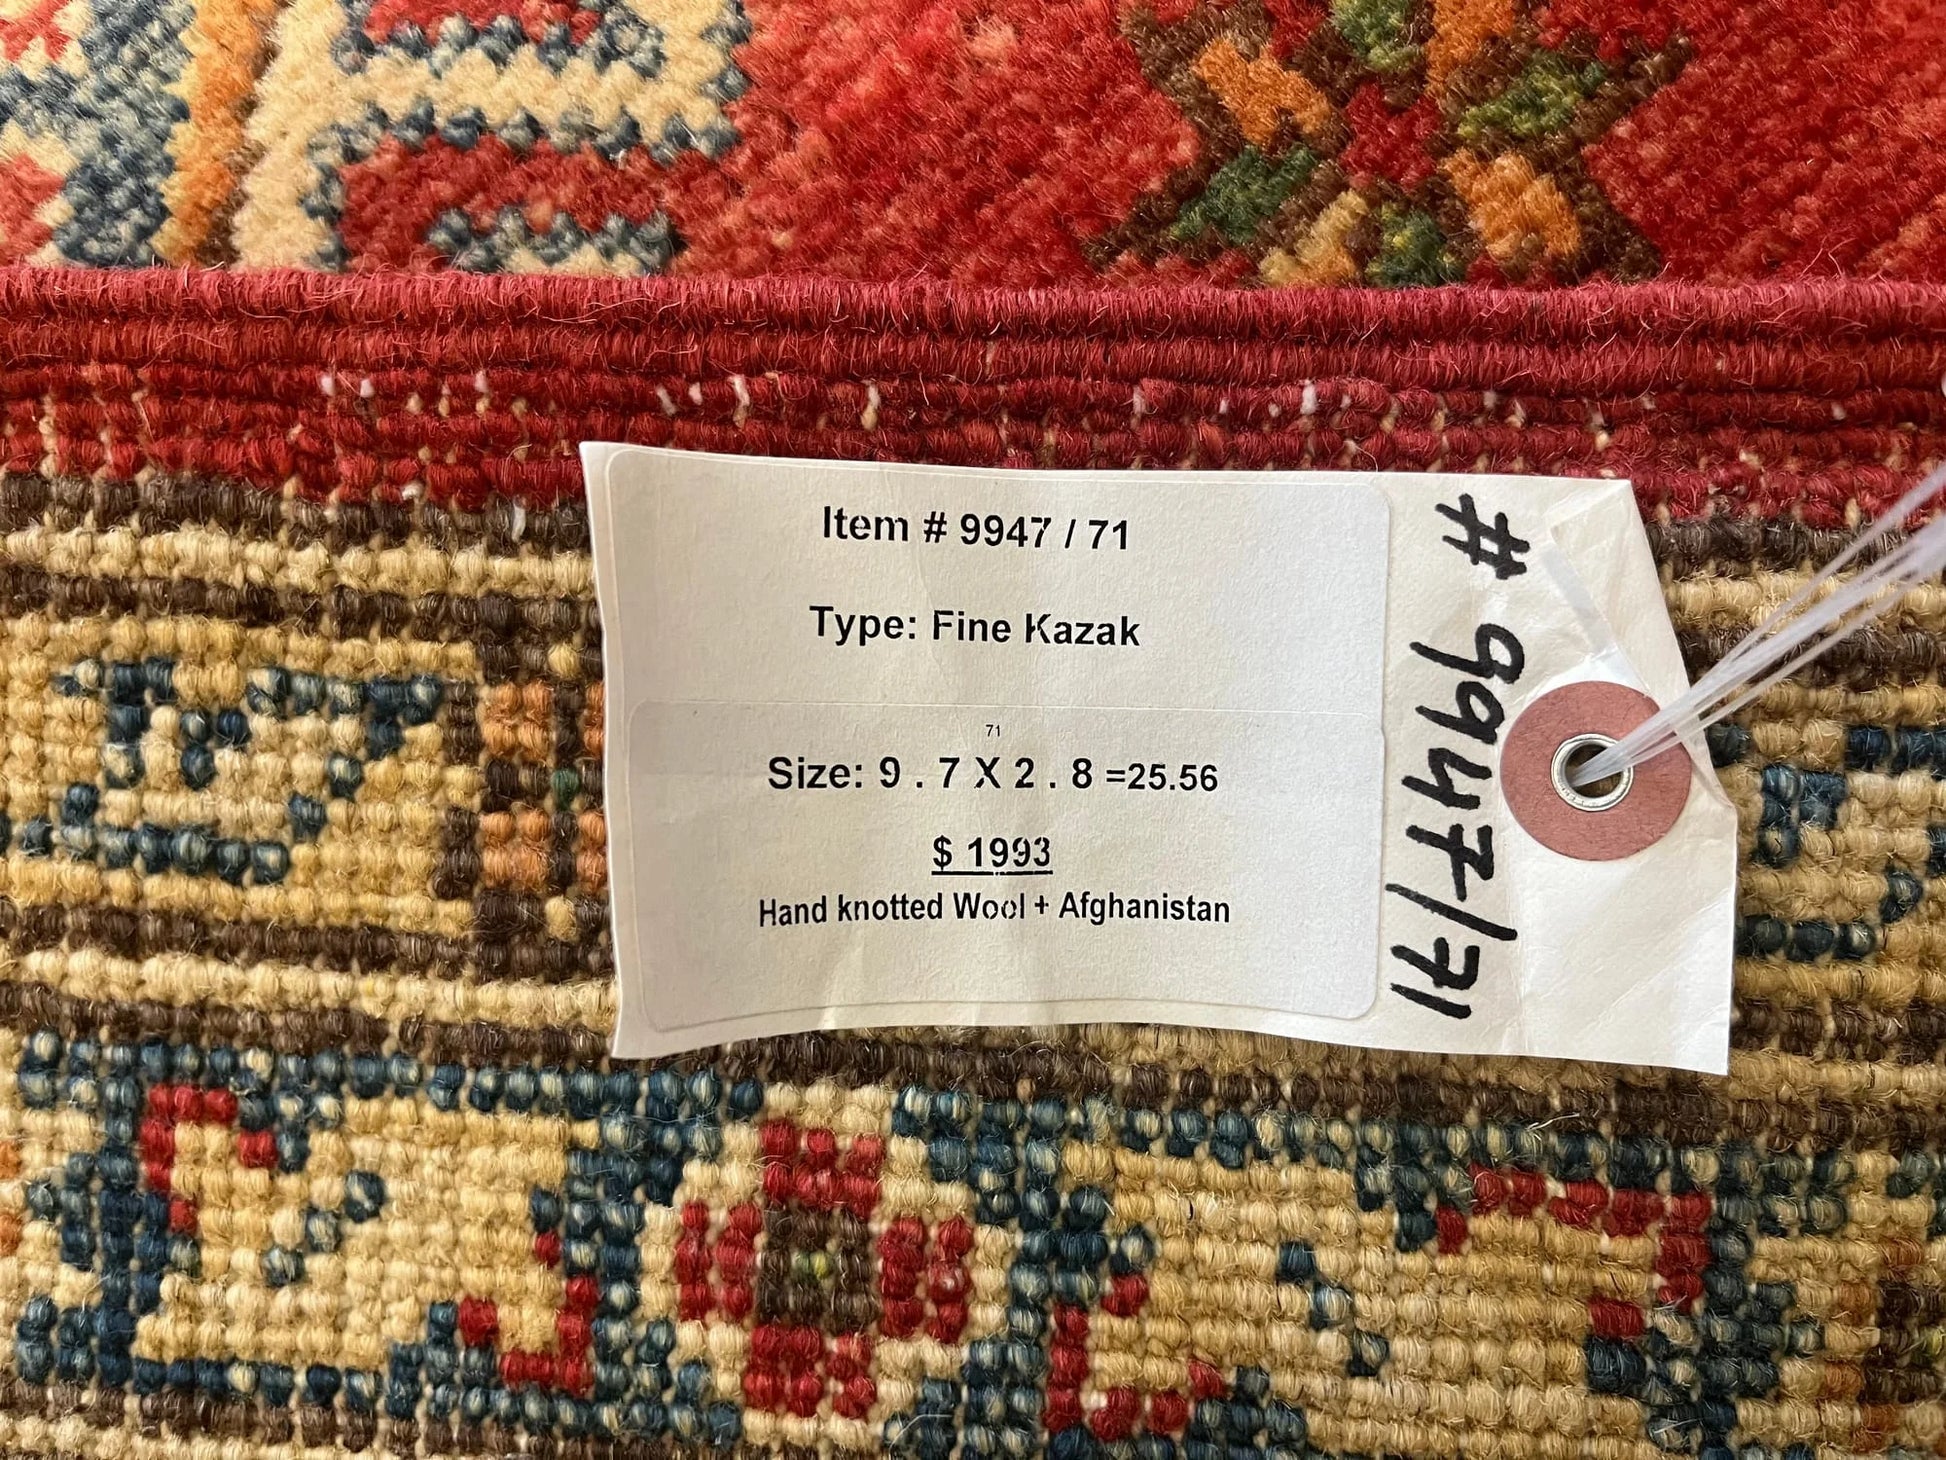 Item # 9947 / 71
Type: Fine Kazak
71
Size: 9 . 7 X 2 . 8 =25.56
$ 1993
Hand knotted Wool + Afghanistan
# 9947/71